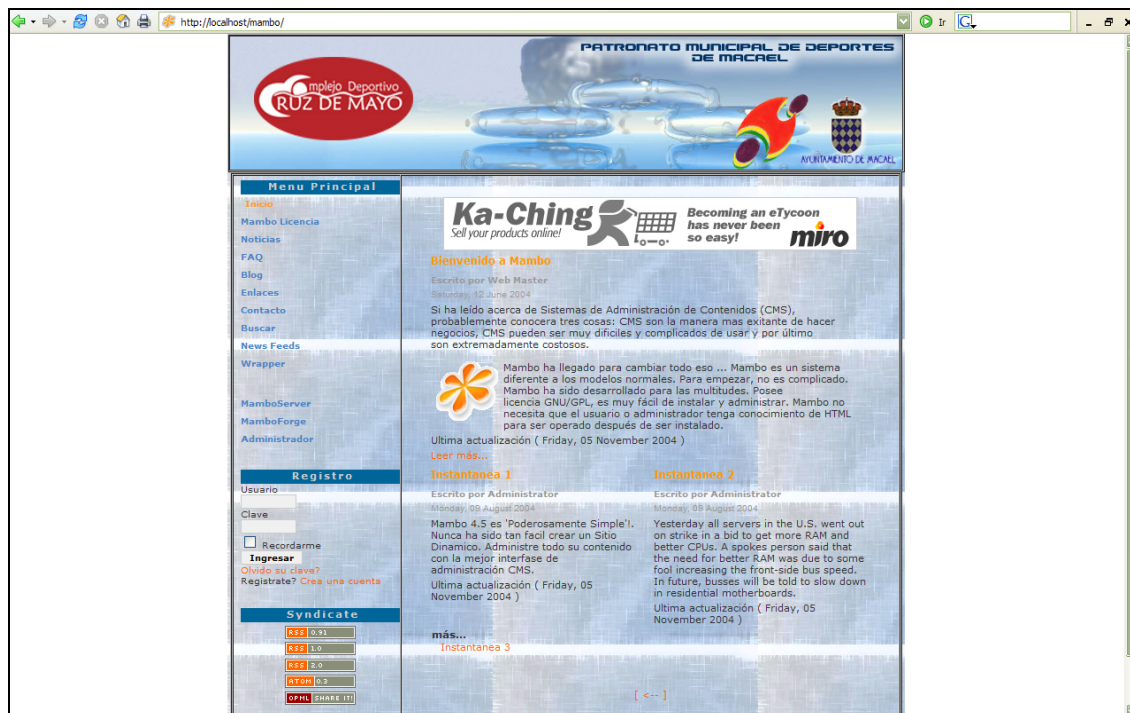 http://localhost/mambo/
Ir
G
PATRONATO MUNICIPAL DE DEPORTES
DE MACAEL
omplejo Deportivo
RUZ DE MAYO
AYUNTAMIENTO DE MACAEL
Menu Principal
Inicio
Mambo Licencia
Noticias
FAQ
Blog
Enlaces
Contacto
Buscar
News Feeds
Wrapper
MamboServer
MamboForge
Administrador
Registro
Usuario
Clave
Recordarme
Ingresar
Olvido su clave?
Registrate? Crea una cuenta
Syndicate
RSS 0.91
RSS 1.0
RSS 2.0
ATOM 0.3
OPML SHARE IT!
Ka-Ching
Sell your products online!
Becoming an eTycoon
has never been
so easy!
miro
Bienvenido a Mambo
Escrito por Web Master
Saturday, 12 June 2004
Si ha leído acerca de Sistemas de Administración de Contenidos (CMS),
probablemente conocera tres cosas: CMS son la manera mas exitante de hacer
negocios, CMS pueden ser muy dificiles y complicados de usar y por último
son extremadamente costosos.
Mambo ha llegado para cambiar todo eso ... Mambo es un sistema
diferente a los modelos normales. Para empezar, no es complicado.
Mambo ha sido desarrollado para las multitudes. Posee
licencia GNU/GPL, es muy fácil de instalar y administrar. Mambo no
necesita que el usuario o administrador tenga conocimiento de HTML
para ser operado después de ser instalado.
Ultima actualización ( Friday, 05 November 2004 )
Leer más...
Instantanea 1
Escrito por Administrator
Monday, 09 August 2004
Mambo 4.5 es 'Poderosamente Simple'!.
Nunca ha sido tan facil crear un Sitio
Dinamico. Administre todo su contenido
con la mejor interfase de
administración CMS.
Ultima actualización ( Friday, 05
November 2004 )
Instantanea 2
Escrito por Administrator
Monday, 09 August 2004
Yesterday all servers in the U.S. went out
on strike in a bid to get more RAM and
better CPUs. A spokes person said that
the need for better RAM was due to some
fool increasing the front-side bus speed.
In future, busses will be told to slow down
in residential motherboards.
Ultima actualización ( Friday, 05
November 2004 )
más...
Instantanea 3
[ <-- ]